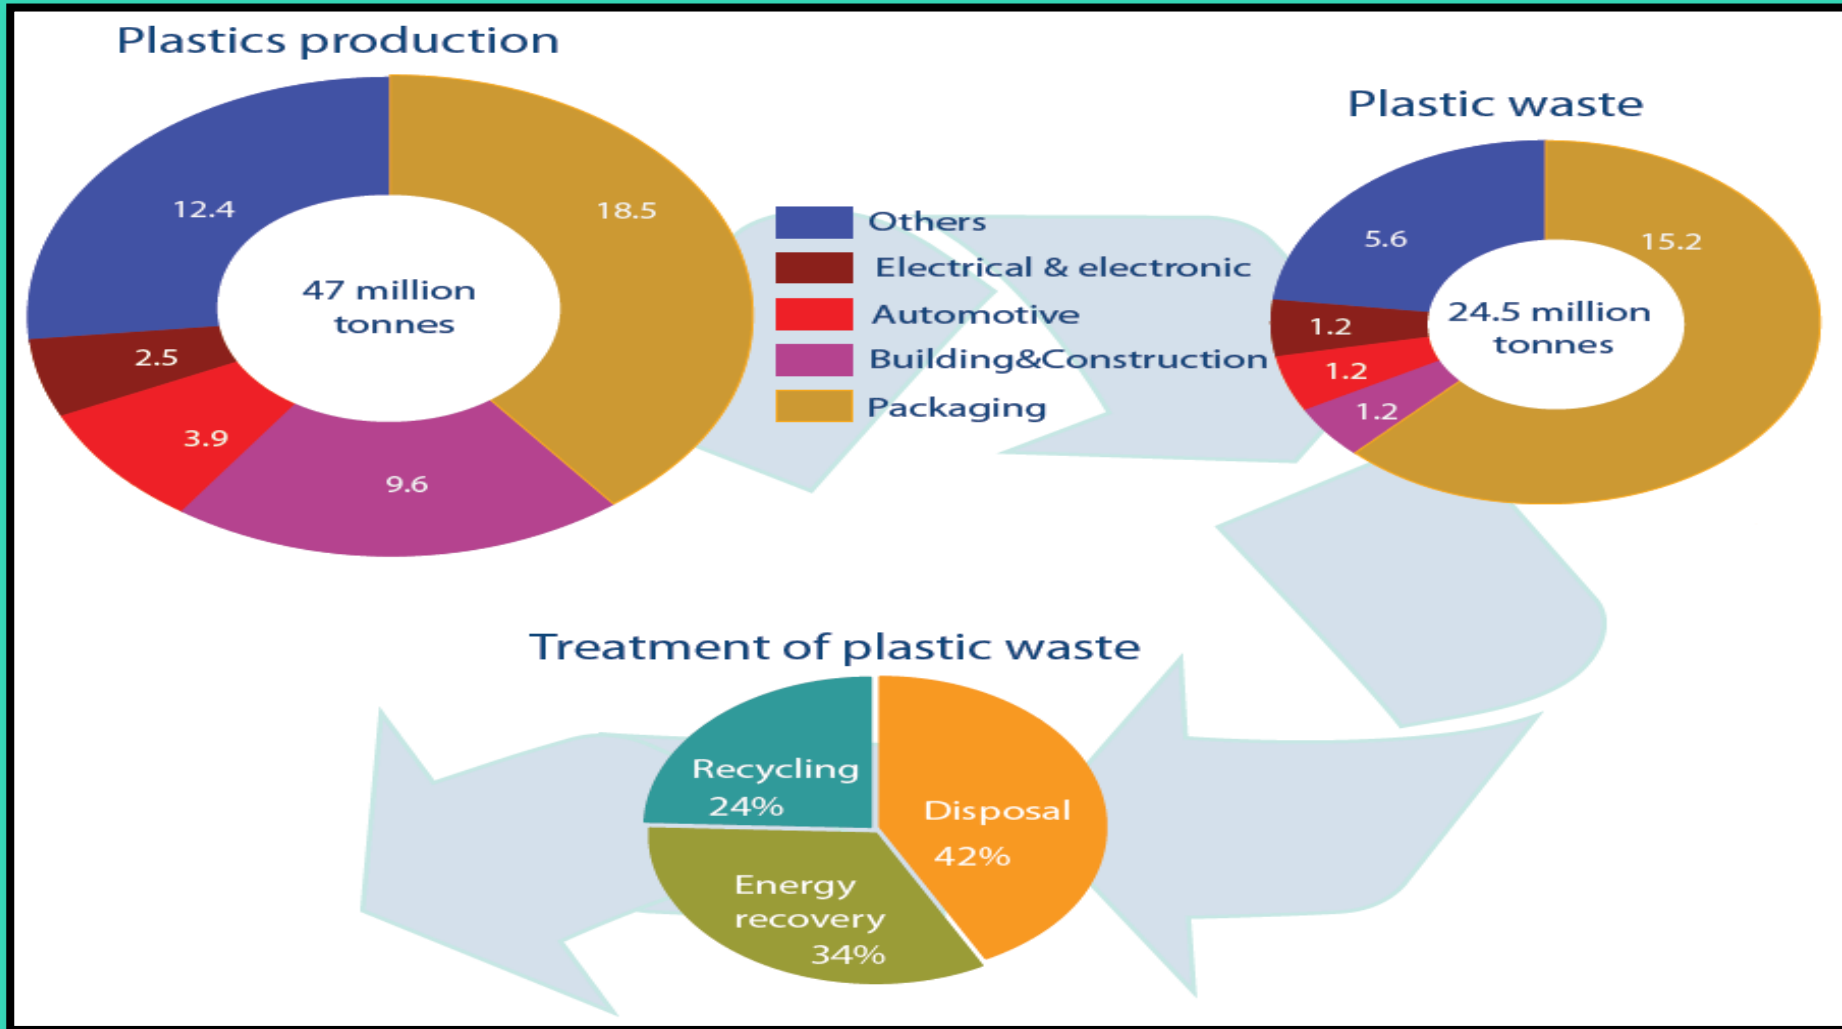 Plastics production
12.4
18.5
47 million
tonnes
2.5
3.9
9.6
Others
Electrical & electronic
Automotive
Building&Construction
Packaging
Plastic waste
5.6
15.2
1.2
24.5 million
tonnes
1.2
1.2
Treatment of plastic waste
Recycling
24%
Disposal
42%
Energy
recovery
34%